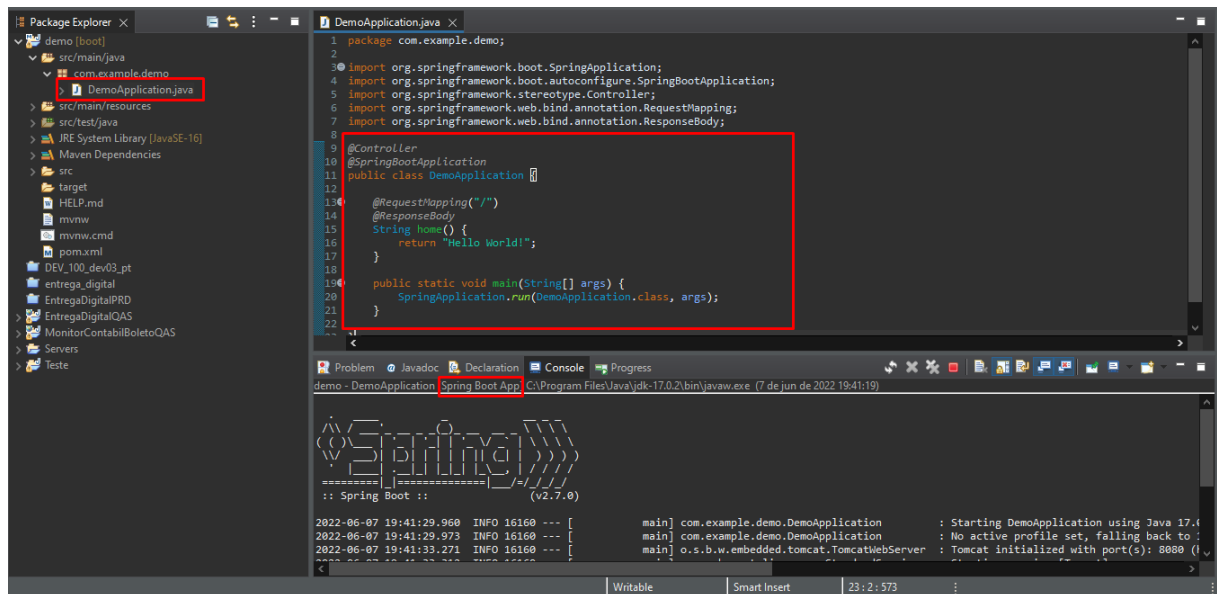 Package Explorer
demo [boot]
src/main/java
com.example.demo
DemoApplication.java
src/main/resources
src/test/java
JRE System Library [JavaSE-16]
Maven Dependencies
src
target
HELP.md
mvnw
mvnw.cmd
pom.xml
DEV_100_dev03_pt
entrega_digital
EntregaDigitalPRD
EntregaDigitalQAS
MonitorContabilBoletoQAS
Servers
Teste
DemoApplication.java
1 package com.example.demo;
2
3 import org.springframework.boot.SpringApplication;
4 import org.springframework.boot.autoconfigure.SpringBootApplication;
5 import org.springframework.stereotype.Controller;
6 import org.springframework.web.bind.annotation.RequestMapping;
7 import org.springframework.web.bind.annotation.ResponseBody;
8
9 @Controller
10 @SpringBootApplication
11 public class DemoApplication {
12
13 @RequestMapping("/")
14 @ResponseBody
15 String home() {
16 return "Hello World!";
17 }
18
19 public static void main(String[] args) {
20 SpringApplication.run(DemoApplication.class, args);
21 }
22
Problem Javadoc Declaration Console Progress
demo - DemoApplication [Spring Boot App] C:\Program Files\Java\jdk-17.0.2\bin\javaw.exe (7 de jun de 2022 19:41:19)
Spring
:: Spring Boot :: (v2.7.0)
2022-06-07 19:41:29.960 INFO 16160 --- [ main] com.example.demo.DemoApplication : Starting DemoApplication using Java 17.
2022-06-07 19:41:29.973 INFO 16160 --- [ main] com.example.demo.DemoApplication : No active profile set, falling back to
2022-06-07 19:41:33.271 INFO 16160 --- [ main] o.s.b.w.embedded.tomcat.TomcatWebServer : Tomcat initialized with port(s): 8080 (
Writable Smart Insert 23 : 2 : 573